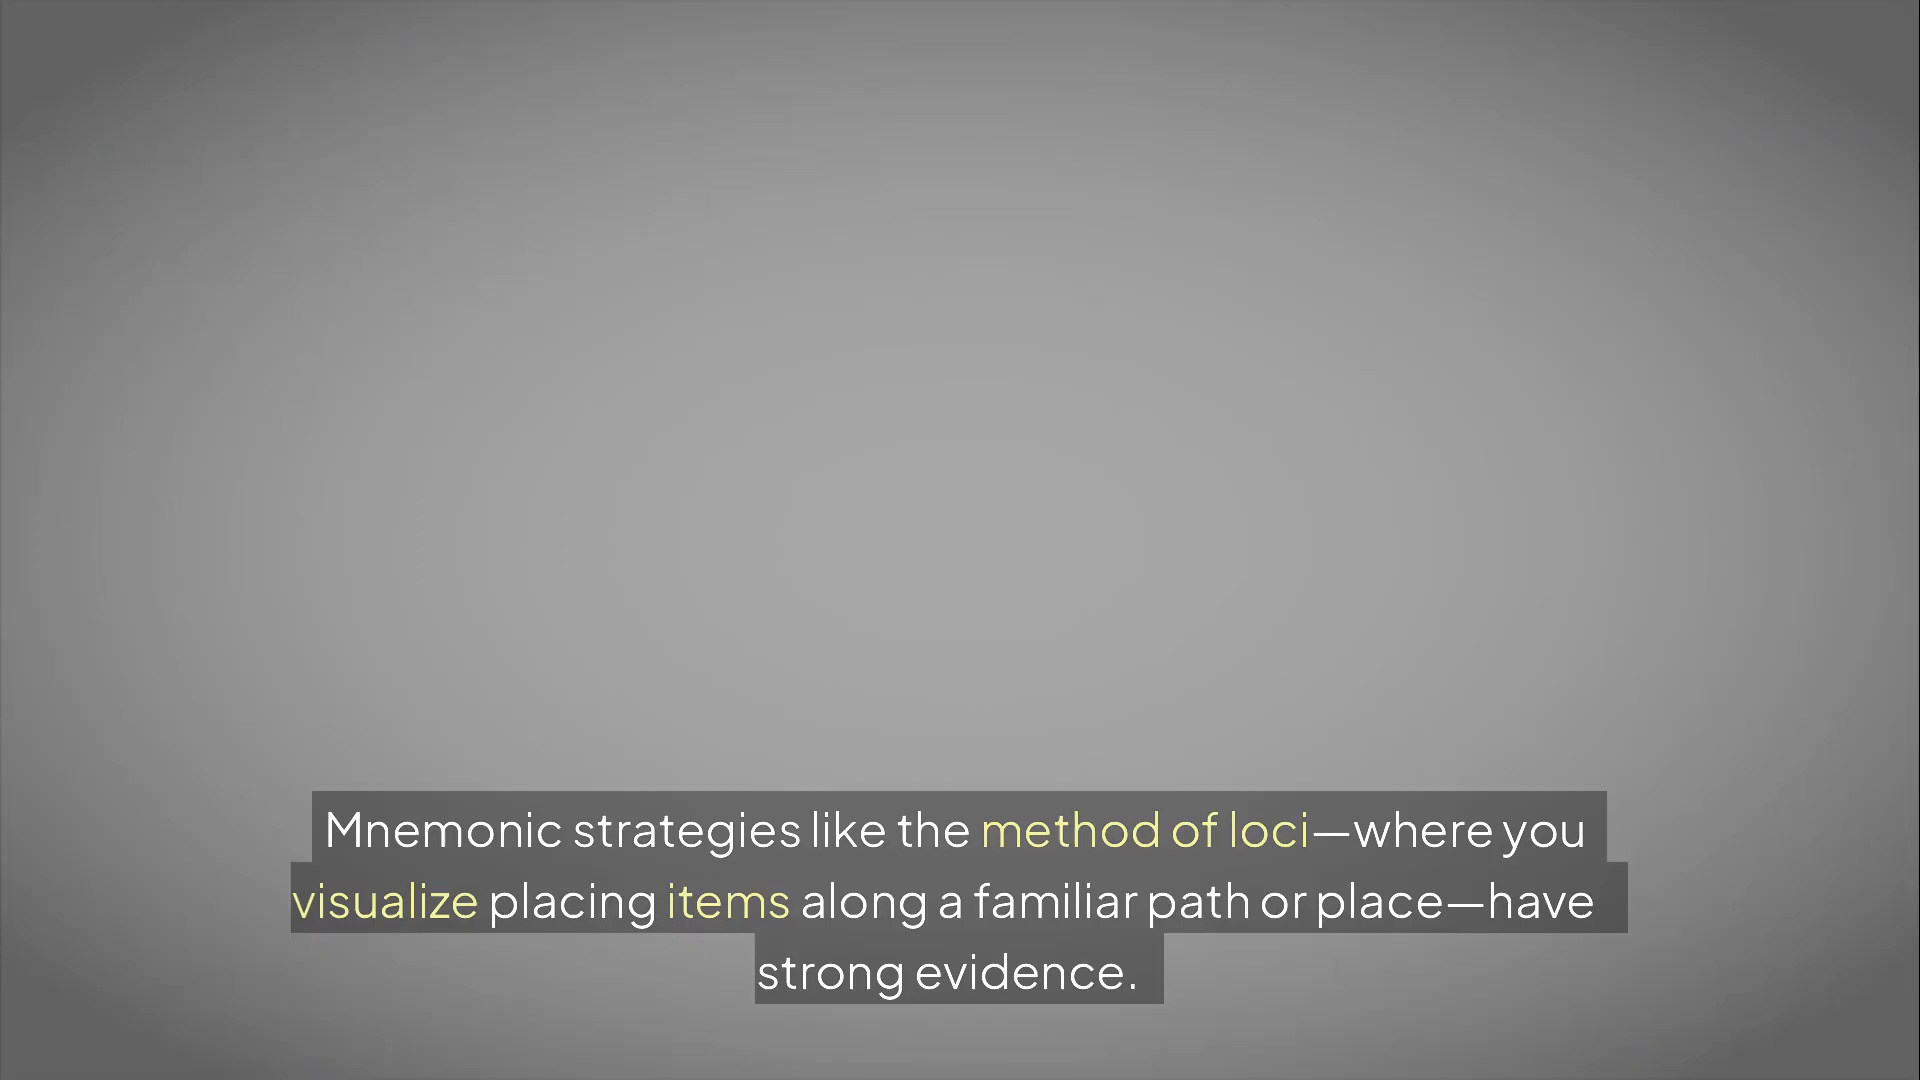 Mnemonic strategies like the method of loci—where you
visualize placing items along a familiar path or place—have
strong evidence.